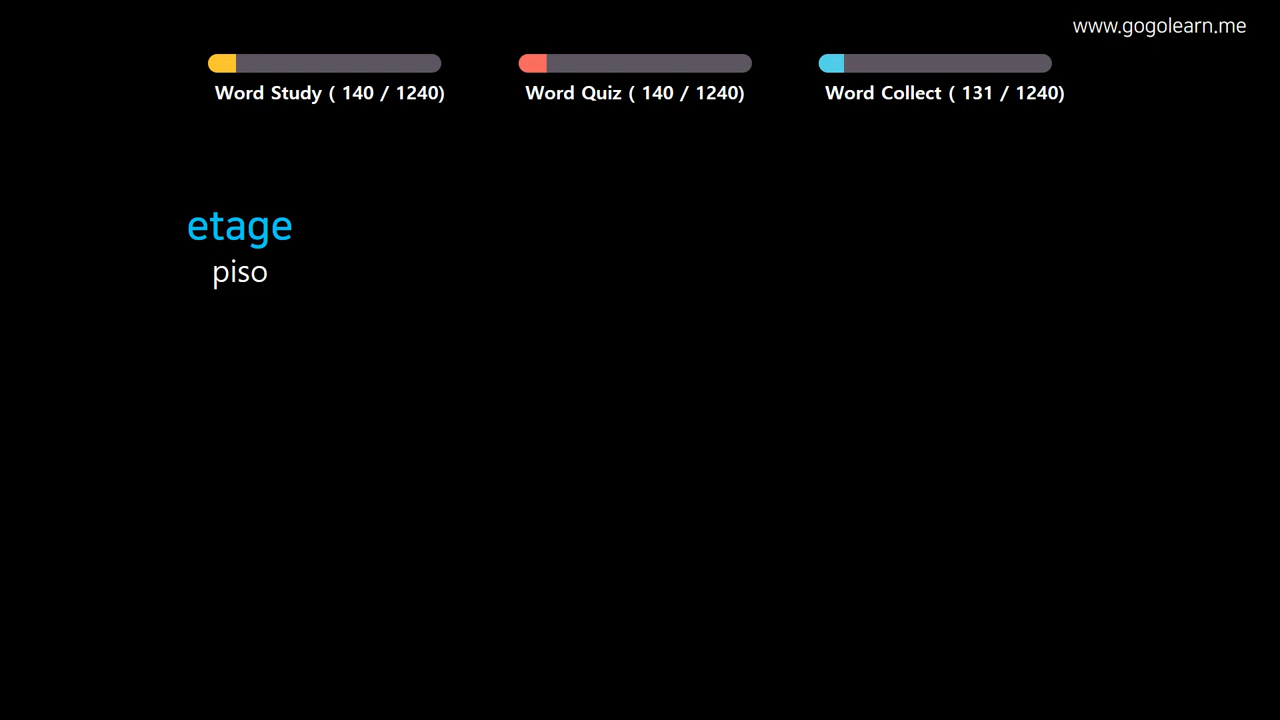 www.gogolearn.me
Word Study ( 140 / 1240)
Word Quiz ( 140 / 1240)
Word Collect ( 131 / 1240)
etage
piso